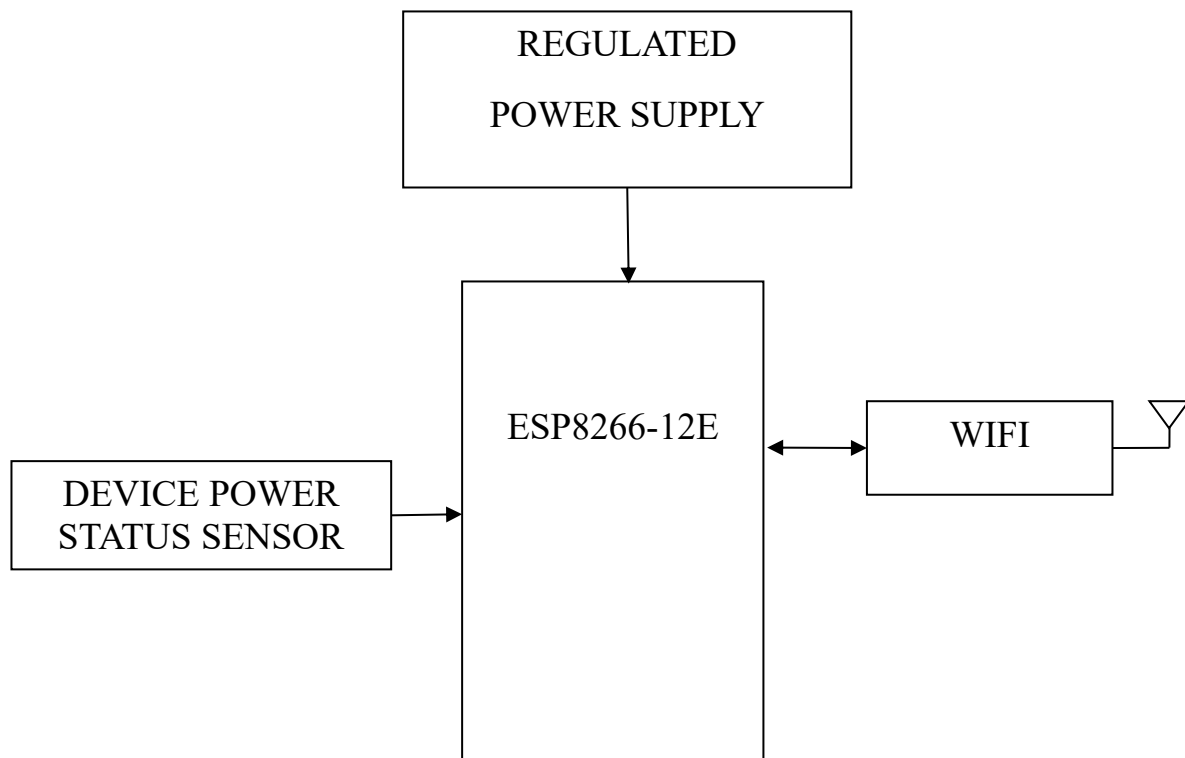 REGULATED
POWER SUPPLY
ESP8266-12E
WIFI
DEVICE POWER
STATUS SENSOR